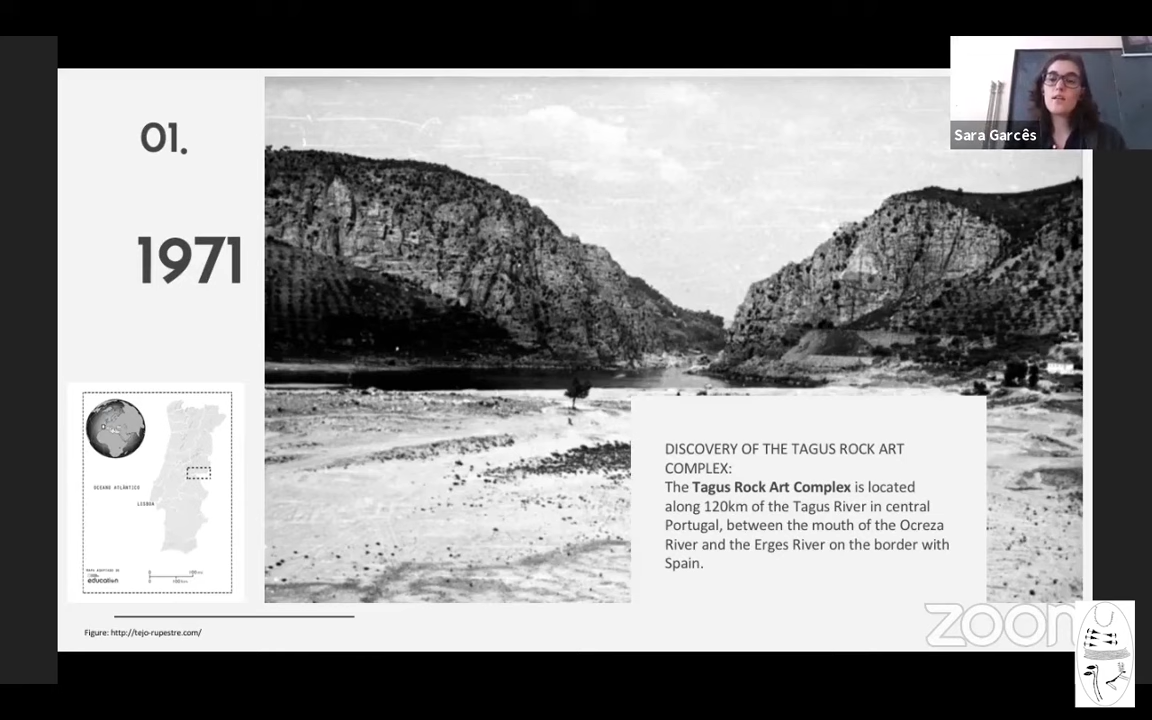 Sara Garcês
01.
1971
OCEANO ATLÂNTICO
LISBOA
education
DISCOVERY OF THE TAGUS ROCK ART
COMPLEX:
The Tagus Rock Art Complex is located
along 120km of the Tagus River in central
Portugal, between the mouth of the Ocreza
River and the Erges River on the border with
Spain.
Figure: http://tejo-rupestre.com/
zoom